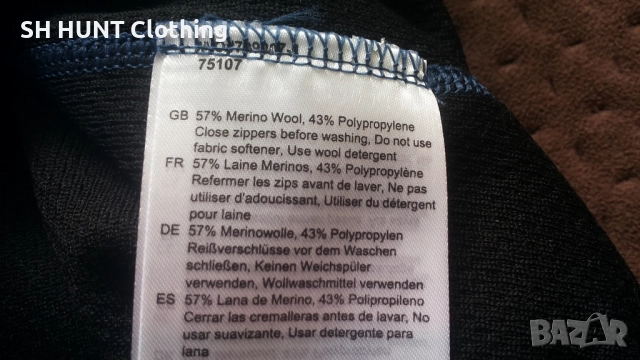 SH HUNT Clothing
75107
GB 57% Merino Wool, 43% Polypropylene
Close zippers before washing, Do not use
fabric softener, Use wool detergent
FR 57% Laine Merinos, 43% Polypropylène
Refermer les zips avant de laver, Ne pas
utiliser d'adoucissant, Utiliser du détergent
pour laine
DE 57% Merinowolle, 43% Polypropylen
Reißverschlüsse vor dem Waschen
schließen, Keinen Weichspüler
verwenden, Wollwaschmittel verwenden
ES 57% Lana de Merino, 43% Polipropileno
Cerrar las cremalleras antes de lavar, No
usar suavizante, Usar detergente para
lana
BAZAR